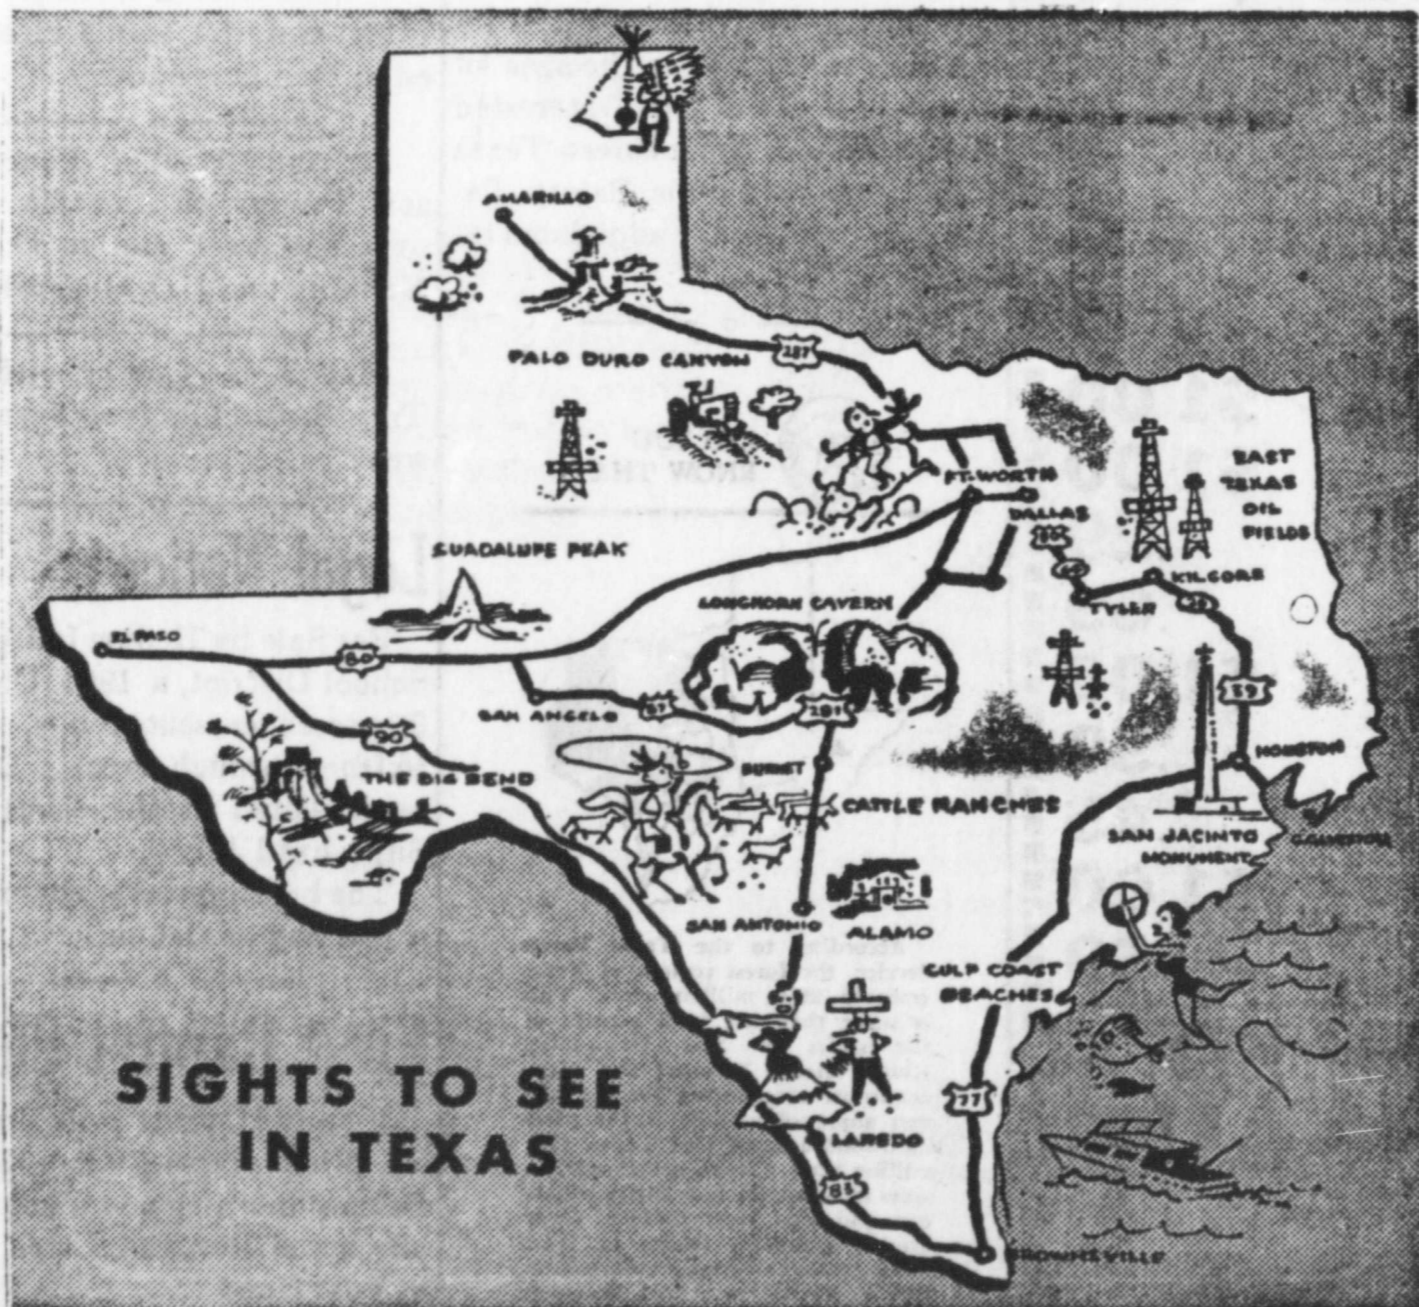 AMARILLO
PALO DURO CANYON
287
FT. WORTH
DALLAS
80
EAST
TEXAS
OIL
FIELDS
KILGORE
TYLER
GUADALUPE PEAK
LONGHORN CAVERN
EL PASO
80
SAN ANGELO
87
281
59
HOUSTON
90
THE BIG BEND
BURNET
CATTLE RANCHES
SAN JACINTO
MONUMENT
GALVESTON
SAN ANTONIO
ALAMO
GULF COAST
BEACHES
SIGHTS TO SEE
IN TEXAS
77
LAREDO
83
BROWNSVILLE